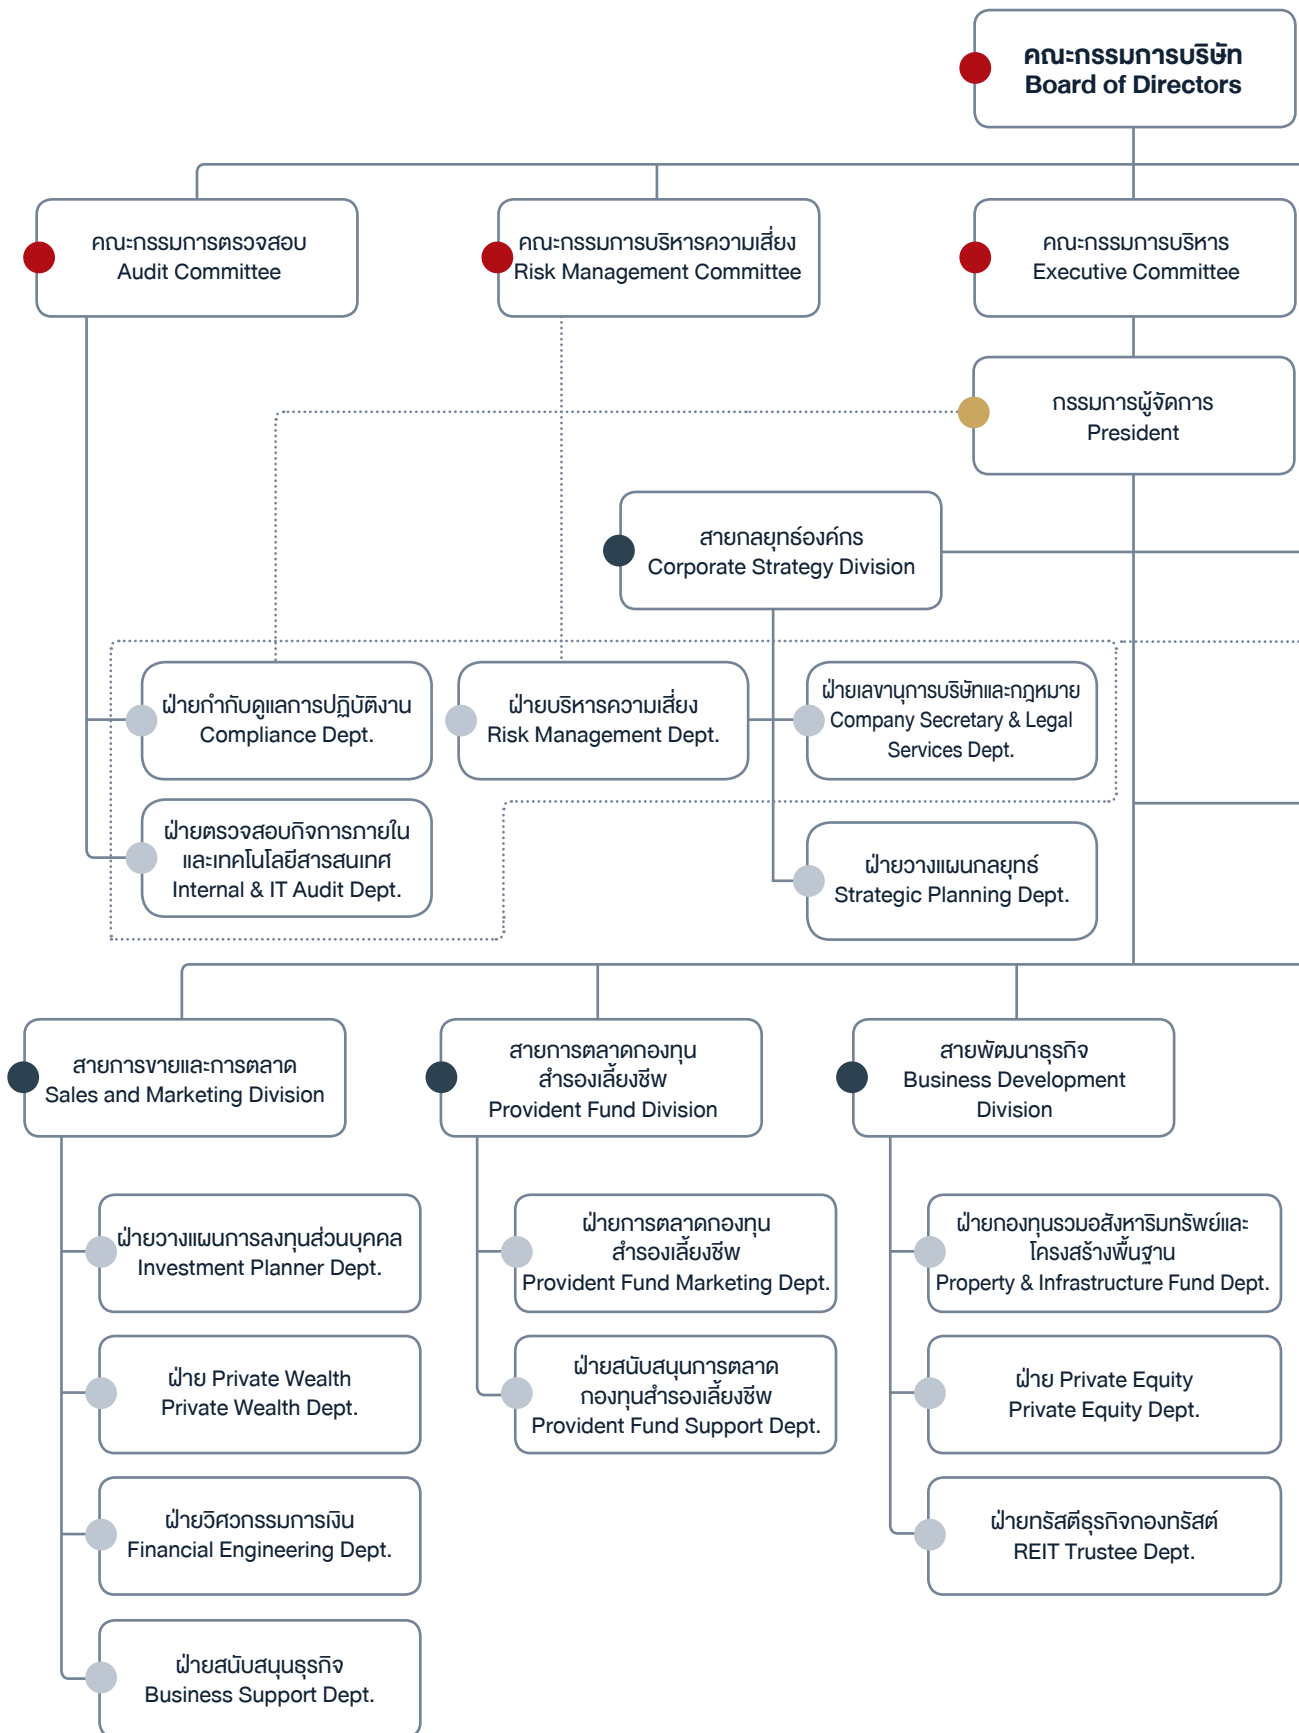 คณะกรรมการบริษัท
Board of Directors
คณะกรรมการตรวจสอบ
Audit Committee
คณะกรรมการบริหารความเสี่ยง
Risk Management Committee
คณะกรรมการบริหาร
Executive Committee
กรรมการผู้จัดการ
President
สายกลยุทธ์องค์กร
Corporate Strategy Division
ฝ่ายกำกับดูแลการปฏิบัติงาน
Compliance Dept.
ฝ่ายบริหารความเสี่ยง
Risk Management Dept.
ฝ่ายเลขานุการบริษัทและกฎหมาย
Company Secretary & Legal
Services Dept.
ฝ่ายตรวจสอบกิจการภายใน
และเทคโนโลยีสารสนเทศ
Internal & IT Audit Dept.
ฝ่ายวางแผนกลยุทธ์
Strategic Planning Dept.
สายการขายและการตลาด
Sales and Marketing Division
สายการตลาดกองทุน
สำรองเลี้ยงชีพ
Provident Fund Division
สายพัฒนาธุรกิจ
Business Development
Division
ฝ่ายวางแผนการลงทุนส่วนบุคคล
Investment Planner Dept.
ฝ่าย Private Wealth
Private Wealth Dept.
ฝ่ายวิศวกรรมการเงิน
Financial Engineering Dept.
ฝ่ายสนับสนุนธุรกิจ
Business Support Dept.
ฝ่ายการตลาดกองทุน
สำรองเลี้ยงชีพ
Provident Fund Marketing Dept.
ฝ่ายสนับสนุนการตลาด
กองทุนสำรองเลี้ยงชีพ
Provident Fund Support Dept.
ฝ่ายกองทุนรวมอสังหาริมทรัพย์และ
โครงสร้างพื้นฐาน
Property & Infrastructure Fund Dept.
ฝ่าย Private Equity
Private Equity Dept.
ฝ่ายทรัสตีธุรกิจกองทรัสต์
REIT Trustee Dept.